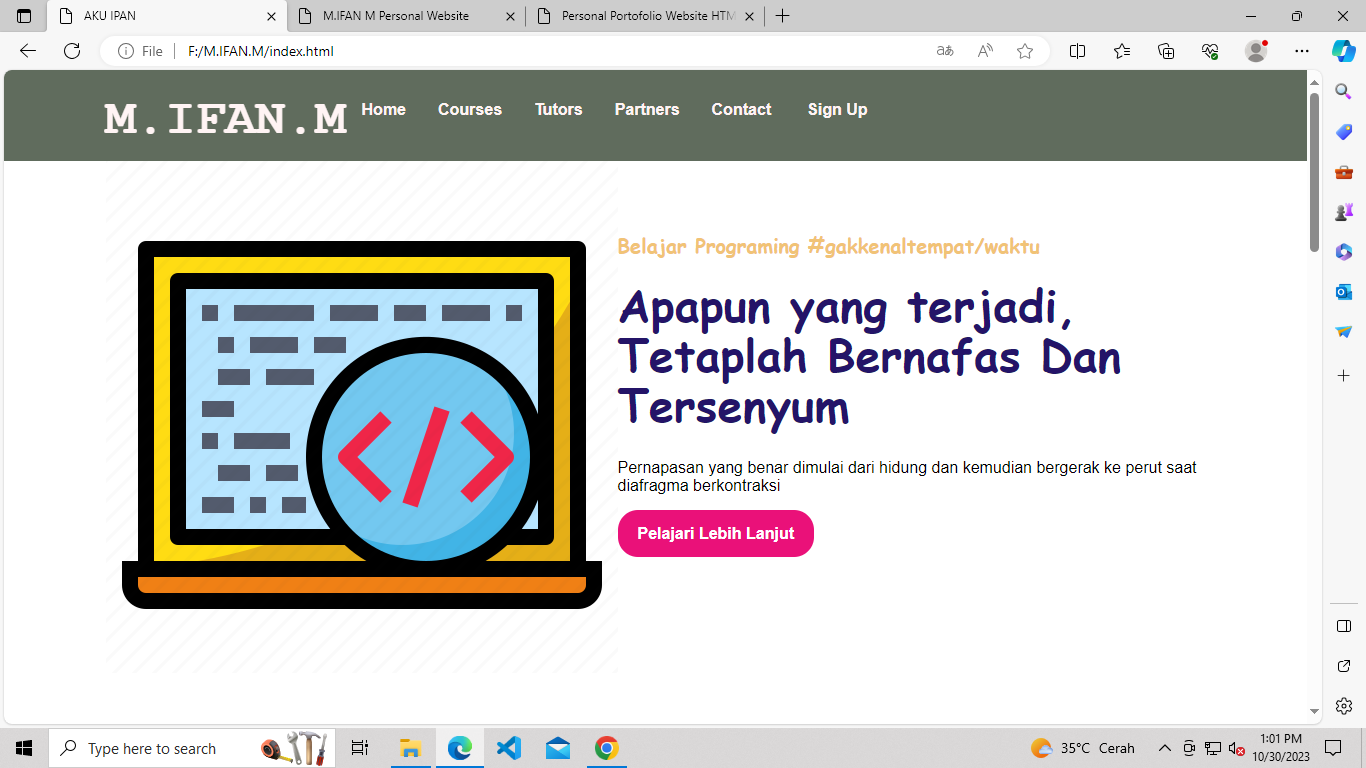 AKU IPAN
M.IFAN M Personal Website
Personal Portofolio Website HTM
File
F:/M.IFAN.M/index.html
M.IFAN.M
Home Courses Tutors Partners Contact Sign Up
Belajar Programing #gakkenaltempat/waktu
Apapun yang terjadi,
Tetaplah Bernafas Dan
Tersenyum
Pernapasan yang benar dimulai dari hidung dan kemudian bergerak ke perut saat
diafragma berkontraksi
Pelajari Lebih Lanjut
Type here to search
35°C Cerah
1:01 PM
10/30/2023